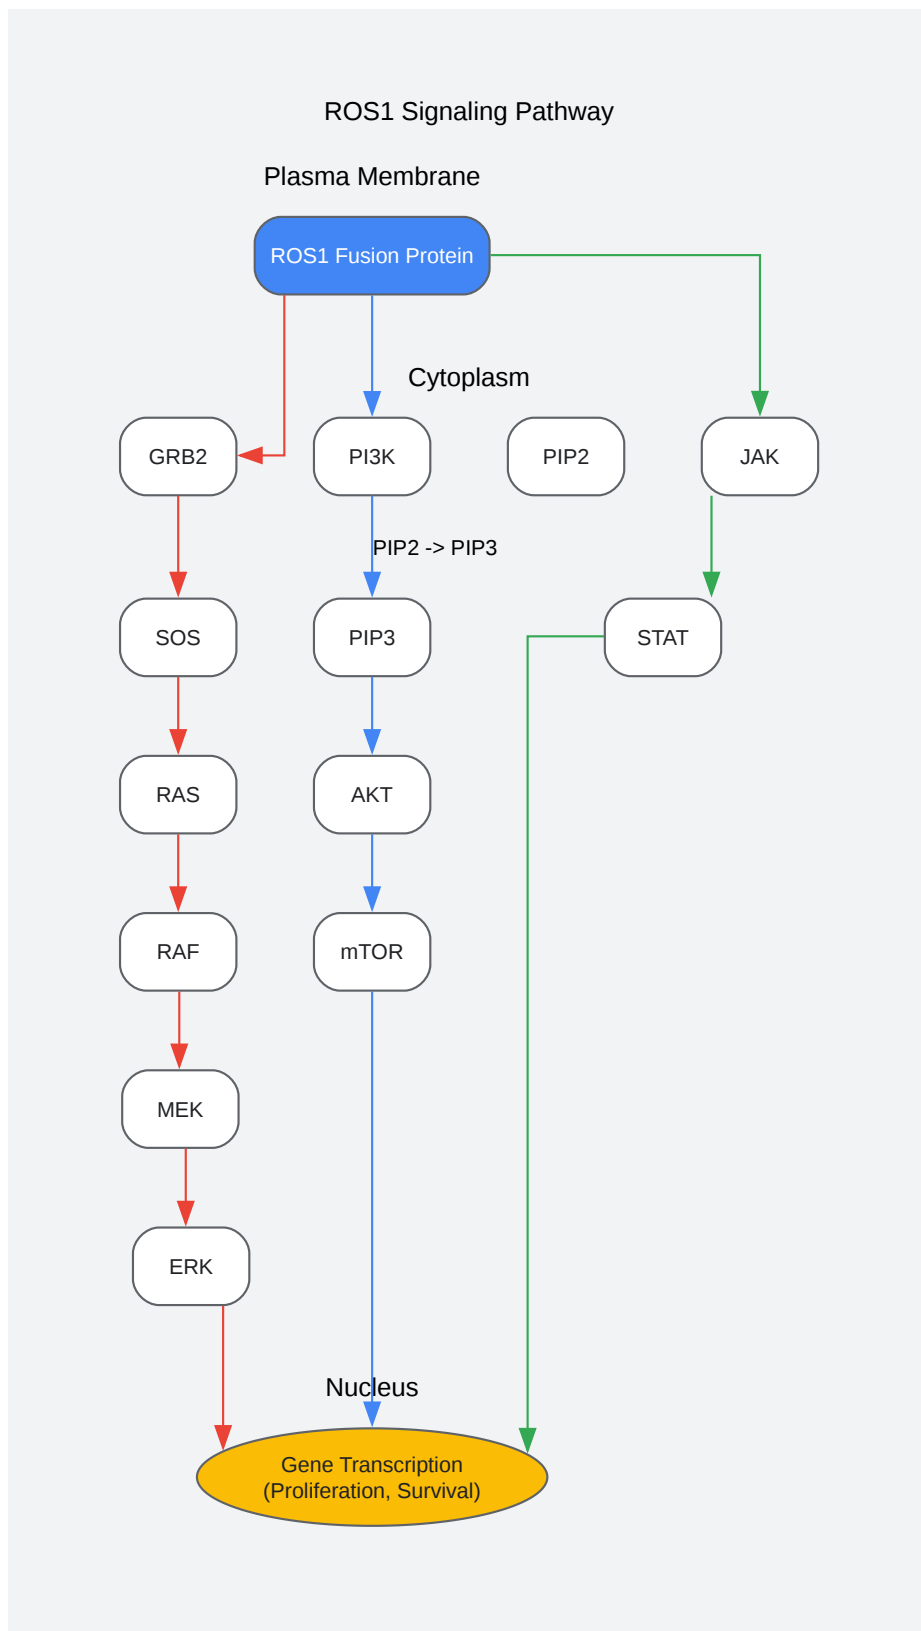 ROS1 Signaling Pathway
Plasma Membrane
ROS1 Fusion Protein
Cytoplasm
GRB2
PI3K
PIP2
JAK
PIP2 -> PIP3
SOS
PIP3
STAT
RAS
AKT
RAF
mTOR
MEK
ERK
Nucleus
Gene Transcription
(Proliferation, Survival)